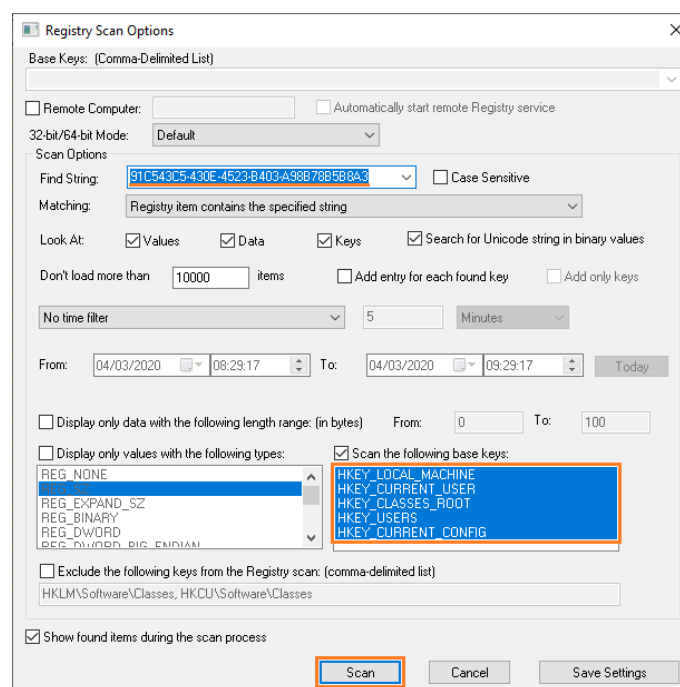 Registry Scan Options
Base Keys: (Comma-Delimited List)
Remote Computer:
Automatically start remote Registry service
32-bit/64-bit Mode: Default
Scan Options
Find String: 91C543C5-430E-4523-B403-A98B78B5B8A3 Case Sensitive
Matching: Registry item contains the specified string
Look At: Values Data Keys Search for Unicode string in binary values
Don't load more than 10000 items Add entry for each found key Add only keys
No time filter 5 Minutes
From: 04/03/2020 08:29:17 To: 04/03/2020 09:29:17 Today
Display only data with the following length range: (in bytes) From: 0 To: 100
Display only values with the following types:
REG_NONE
REG_SZ
REG_EXPAND_SZ
REG_BINARY
REG_DWORD
REG_DWORD_BIG_ENDIAN
Scan the following base keys:
HKEY_LOCAL_MACHINE
HKEY_CURRENT_USER
HKEY_CLASSES_ROOT
HKEY_USERS
HKEY_CURRENT_CONFIG
Exclude the following keys from the Registry scan: (comma-delimited list)
HKLM\Software\Classes, HKCU\Software\Classes
Show found items during the scan process
Scan Cancel Save Settings